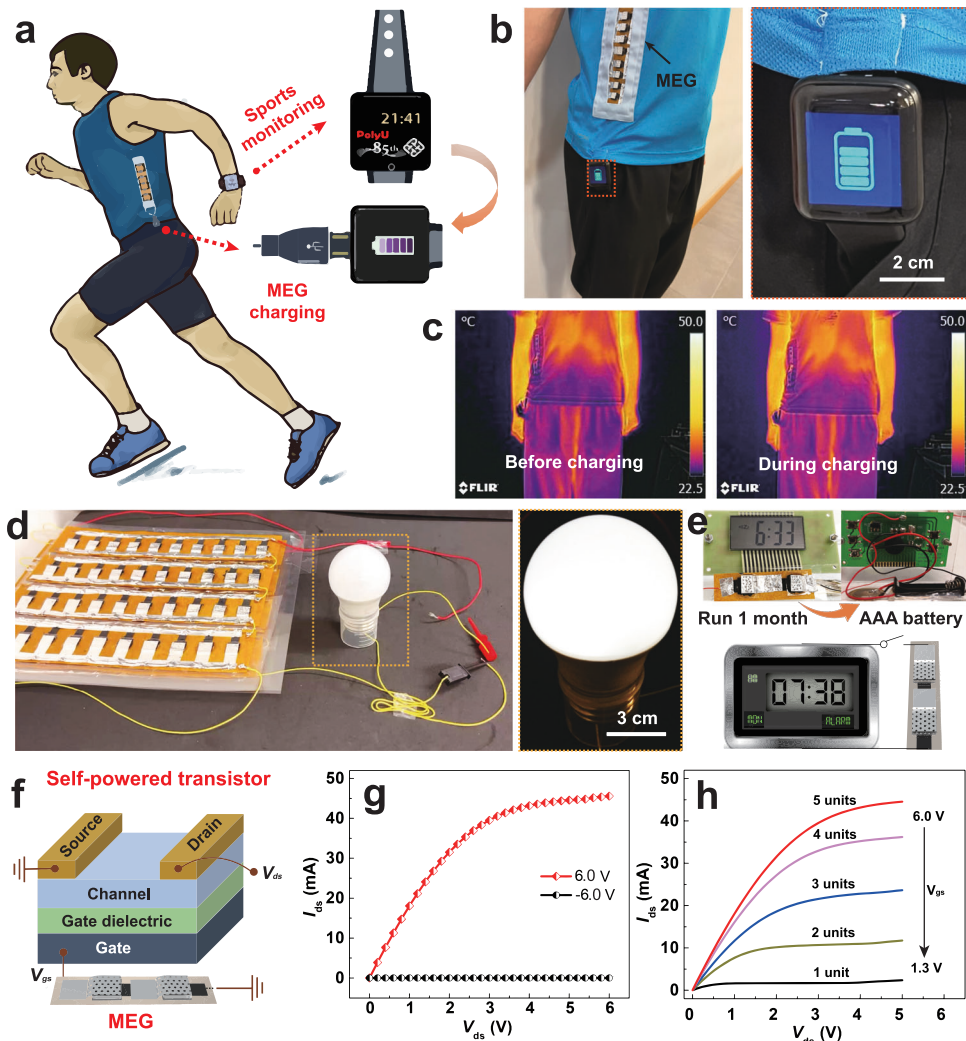 a
Sports
monitoring
21:41
PolyU
85th
MEG
charging
b
MEG
2 cm
c
°C
50.0
Before charging
FLIR
22.5
°C
50.0
During charging
FLIR
22.5
d
3 cm
e
6:33
Run 1 month
AAA battery
07:38
ALARM
f
Self-powered transistor
Source
Drain
Vds
Channel
Gate dielectric
Gate
Vgs
MEG
g
50
40
30
20
10
0
Ids (mA)
6.0 V
-6.0 V
0 1 2 3 4 5 6
Vds (V)
h
50
40
30
20
10
0
Ids (mA)
5 units
4 units
3 units
2 units
1 unit
6.0 V
Vgs
1.3 V
0 1 2 3 4 5 6
Vds (V)